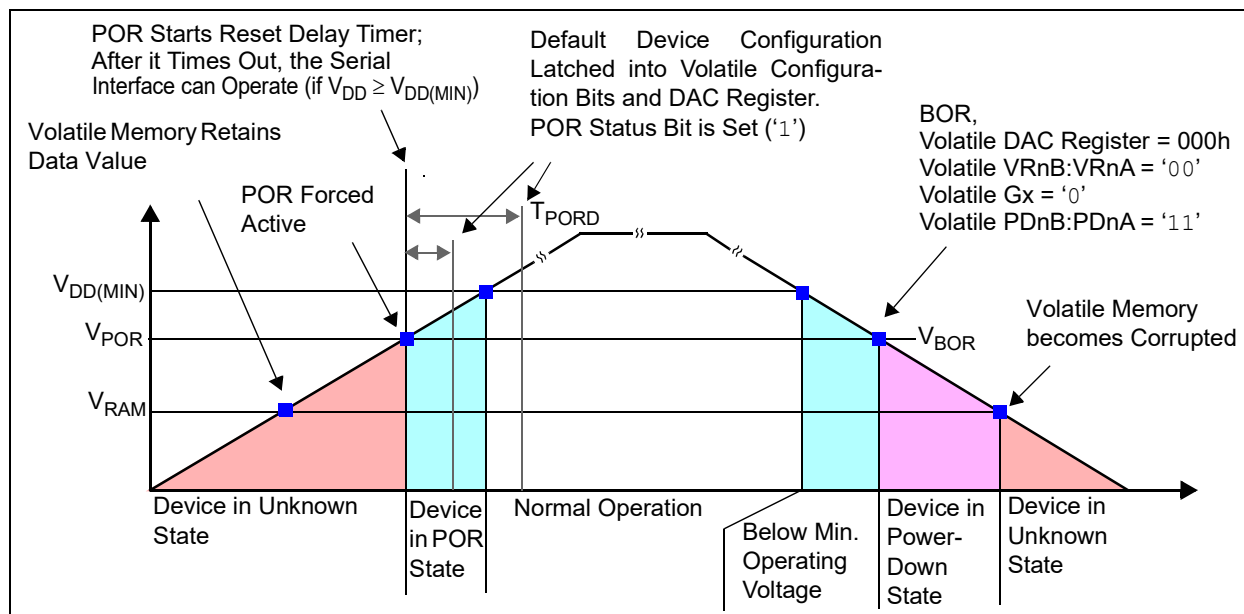 POR Starts Reset Delay Timer;
After it Times Out, the Serial
Interface can Operate (if VDD ≥ VDD(MIN))
Default Device Configuration
Latched into Volatile Configura-
tion Bits and DAC Register.
POR Status Bit is Set (‘1’)
Volatile Memory Retains
Data Value
POR Forced
Active
BOR,
Volatile DAC Register = 000h
Volatile VRnB:VRnA = ‘00’
Volatile Gx = ‘0’
Volatile PDnB:PDnA = ‘11’
TPORD
VDD(MIN)
VPOR
VBOR
Volatile Memory
becomes Corrupted
VRAM
Device in Unknown
State
Device
in POR
State
Normal Operation
Below Min.
Operating
Voltage
Device in
Power-
Down
State
Device in
Unknown
State